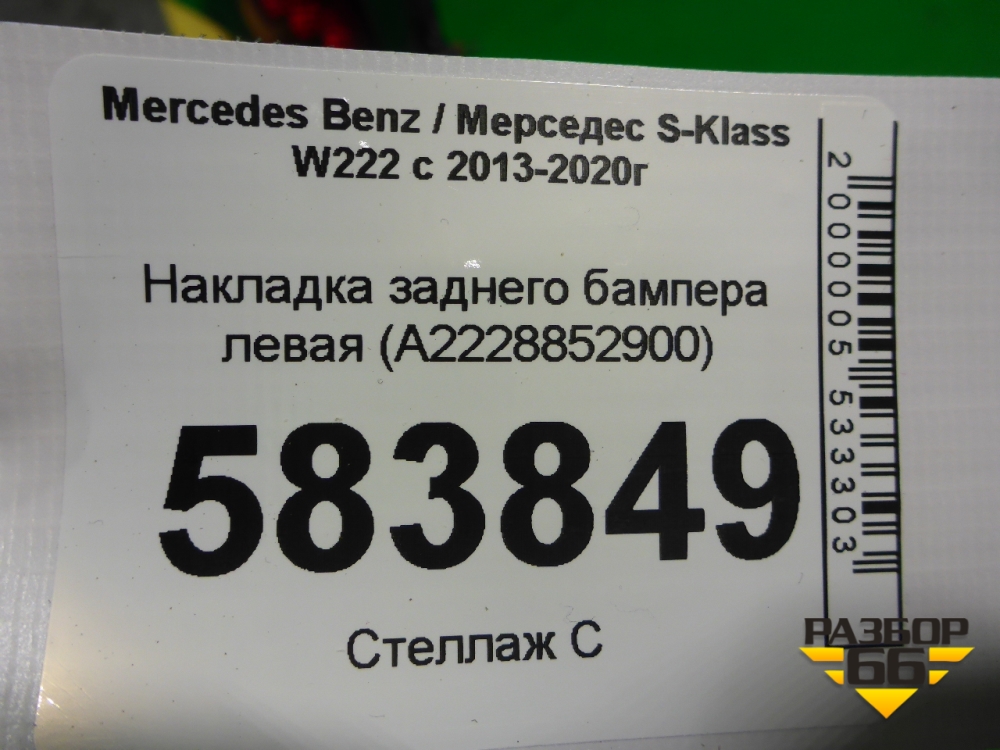 Mercedes Benz / Мерседес S-Klass
W222 с 2013-2020г
Накладка заднего бампера
левая (A2228852900)
583849
Стеллаж С
2000005533303
РАЗБОР
66